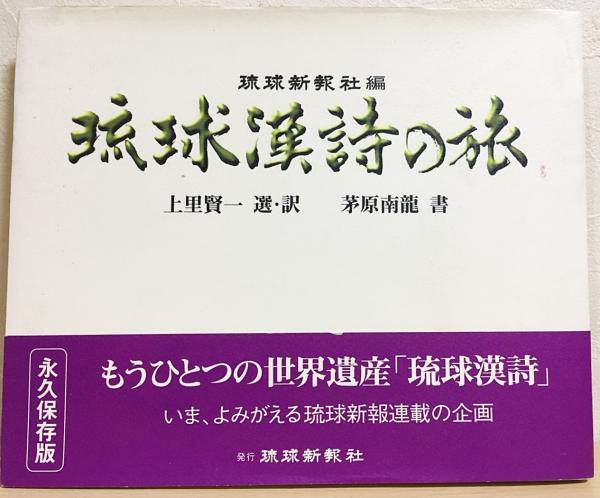 琉球新報社 編
琉球漢詩の旅
上里賢一 選・訳　茅原南龍 書
永久保存版
もうひとつの世界遺産「琉球漢詩」
いま、よみがえる琉球新報連載の企画
発行 琉球新報社